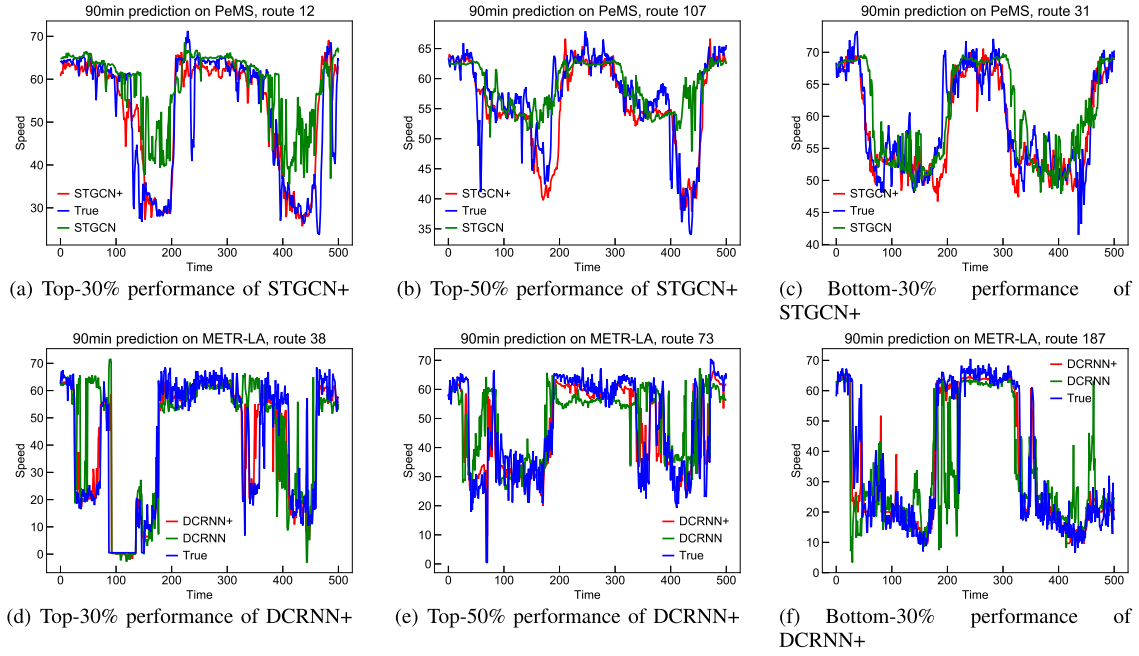 90min prediction on PeMS, route 12
70
60
50
40
30
Speed
STGCN+
True
STGCN
0
100
200
300
400
500
Time
(a) Top-30% performance of STGCN+
90min prediction on PeMS, route 107
65
60
55
50
45
40
35
Speed
STGCN+
True
STGCN
0
100
200
300
400
500
Time
(b) Top-50% performance of STGCN+
90min prediction on PeMS, route 31
70
65
60
55
50
45
40
Speed
STGCN+
True
STGCN
0
100
200
300
400
500
Time
(c) Bottom-30% performance of
STGCN+
90min prediction on METR-LA, route 38
70
60
50
40
30
20
10
0
Speed
DCRNN+
DCRNN
True
0
100
200
300
400
500
Time
(d) Top-30% performance of DCRNN+
90min prediction on METR-LA, route 73
70
60
50
40
30
20
10
0
Speed
DCRNN+
DCRNN
True
0
100
200
300
400
500
Time
(e) Top-50% performance of DCRNN+
90min prediction on METR-LA, route 187
70
60
50
40
30
20
10
0
Speed
DCRNN+
DCRNN
True
0
100
200
300
400
500
Time
(f) Bottom-30% performance of
DCRNN+